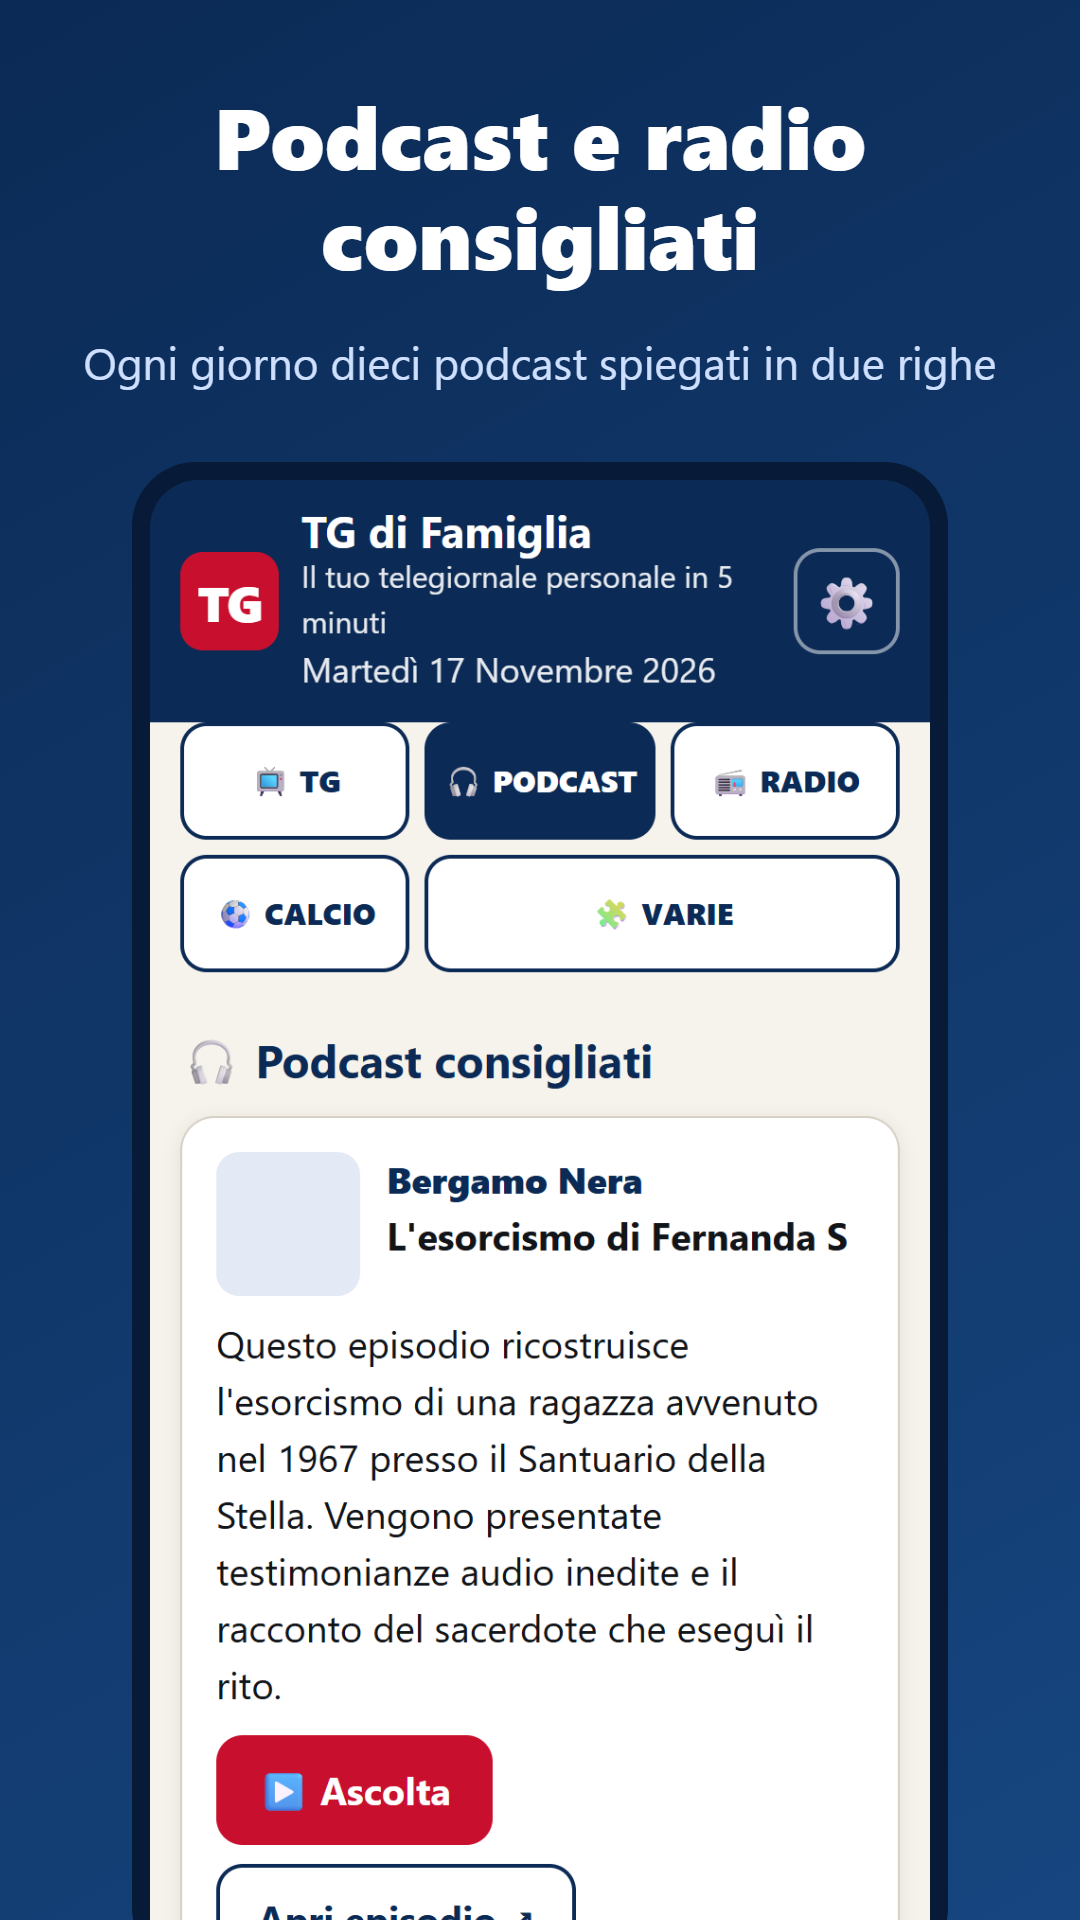 Podcast e radio
consigliati
Ogni giorno dieci podcast spiegati in due righe
TG
TG di Famiglia
Il tuo telegiornale personale in 5
minuti
Martedì 17 Novembre 2026
TG
PODCAST
RADIO
CALCIO
VARIE
Podcast consigliati
Bergamo Nera
L'esorcismo di Fernanda S
Questo episodio ricostruisce
l'esorcismo di una ragazza avvenuto
nel 1967 presso il Santuario della
Stella. Vengono presentate
testimonianze audio inedite e il
racconto del sacerdote che eseguì il
rito.
Ascolta
Apri episodio ↗